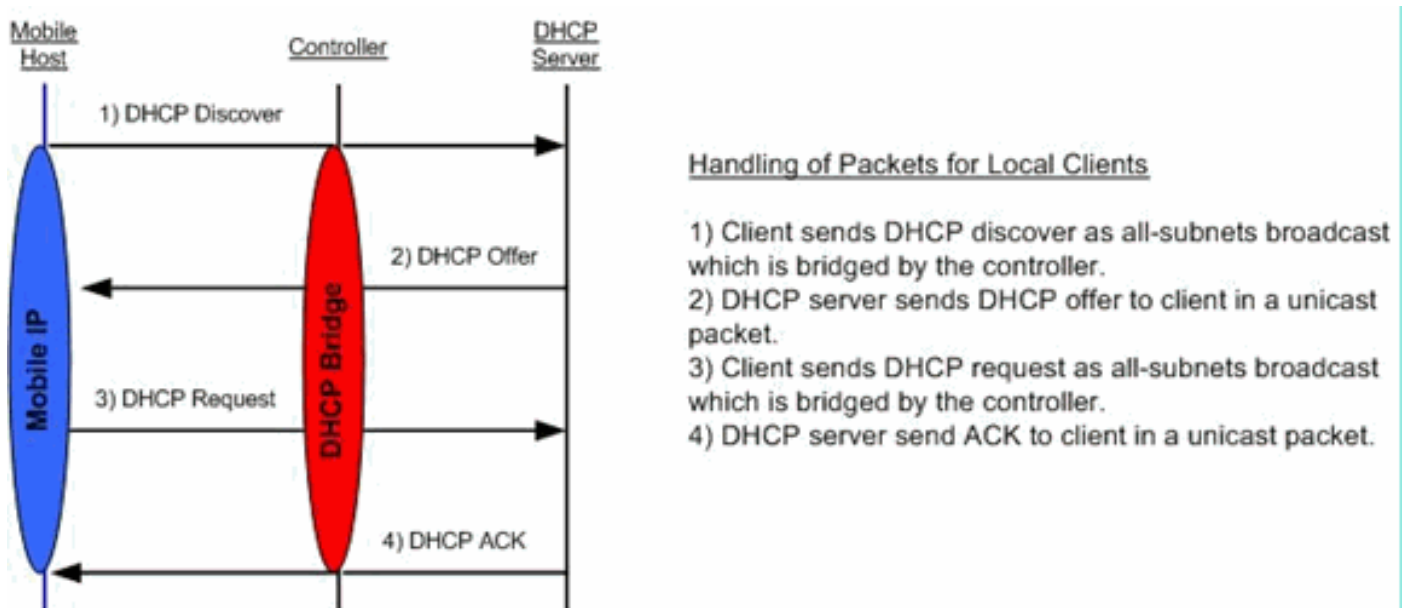 Mobile
Host
Controller
DHCP
Server
1) DHCP Discover
2) DHCP Offer
3) DHCP Request
4) DHCP ACK
Mobile IP
DHCP Bridge
Handling of Packets for Local Clients
1) Client sends DHCP discover as all-subnets broadcast
which is bridged by the controller.
2) DHCP server sends DHCP offer to client in a unicast
packet.
3) Client sends DHCP request as all-subnets broadcast
which is bridged by the controller.
4) DHCP server send ACK to client in a unicast packet.